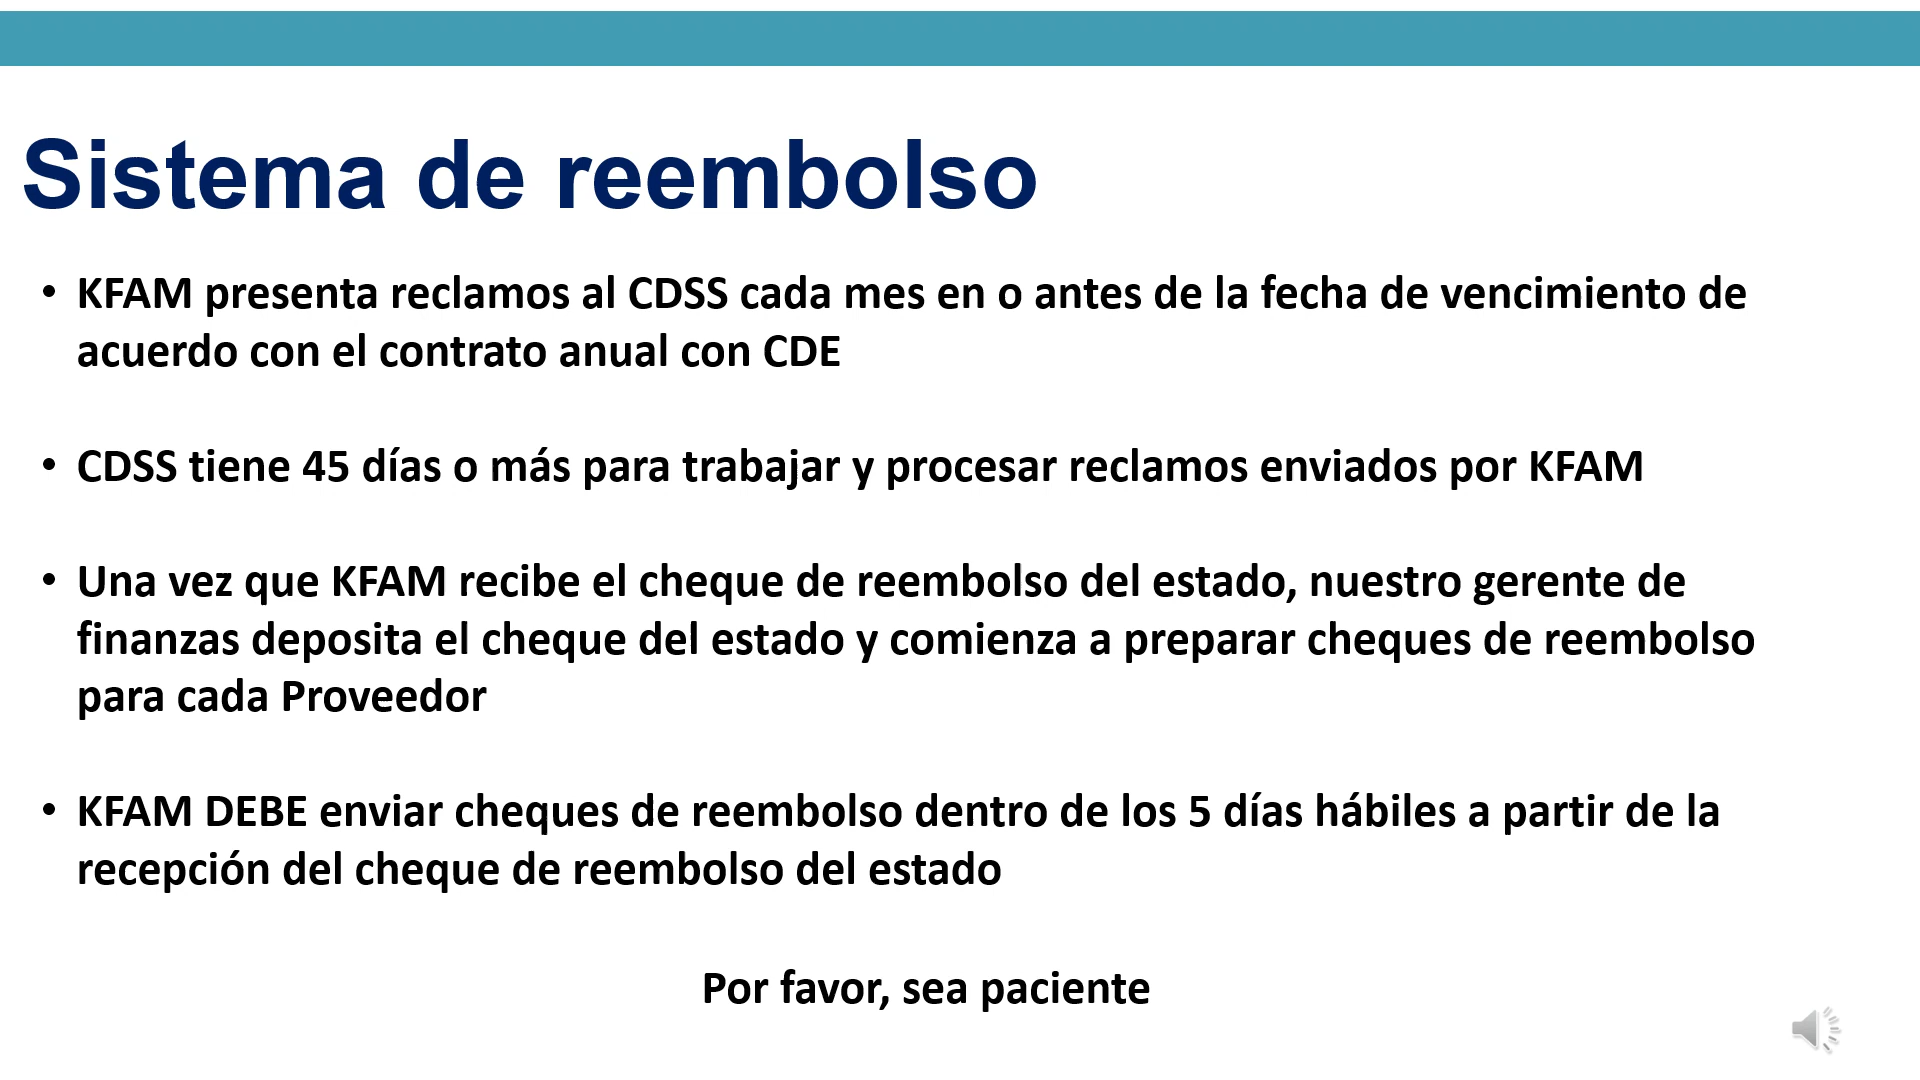 Sistema de reembolso
• KFAM presenta reclamos al CDSS cada mes en o antes de la fecha de vencimiento de
acuerdo con el contrato anual con CDE
• CDSS tiene 45 días o más para trabajar y procesar reclamos enviados por KFAM
• Una vez que KFAM recibe el cheque de reembolso del estado, nuestro gerente de
finanzas deposita el cheque del estado y comienza a preparar cheques de reembolso
para cada Proveedor
• KFAM DEBE enviar cheques de reembolso dentro de los 5 días hábiles a partir de la
recepción del cheque de reembolso del estado
Por favor, sea paciente